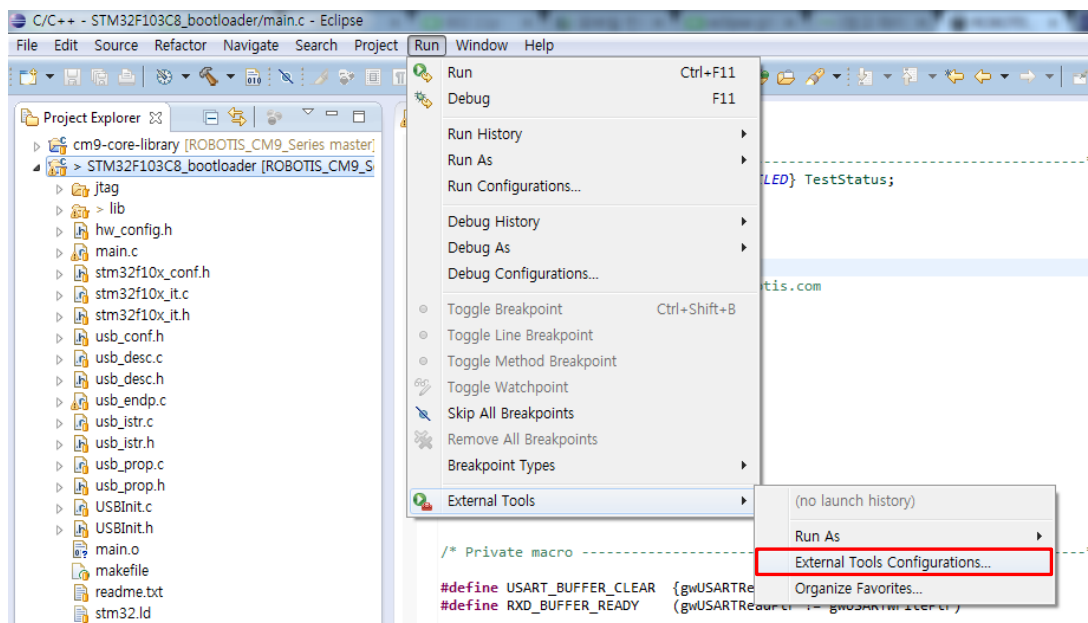 C/C++ - STM32F103C8_bootloader/main.c - Eclipse
File Edit Source Refactor Navigate Search Project Run Window Help
Project Explorer
cm9-core-library [ROBOTIS_CM9_Series master]
> STM32F103C8_bootloader [ROBOTIS_CM9_S
jtag
> lib
hw_config.h
main.c
stm32f10x_conf.h
stm32f10x_it.c
stm32f10x_it.h
usb_conf.h
usb_desc.c
usb_desc.h
usb_endp.c
usb_istr.c
usb_istr.h
usb_prop.c
usb_prop.h
USBInit.c
USBInit.h
main.o
makefile
readme.txt
stm32.ld
Run Ctrl+F11
Debug F11
Run History
Run As
Run Configurations...
Debug History
Debug As
Debug Configurations...
Toggle Breakpoint Ctrl+Shift+B
Toggle Line Breakpoint
Toggle Method Breakpoint
Toggle Watchpoint
Skip All Breakpoints
Remove All Breakpoints
Breakpoint Types
External Tools
(no launch history)
Run As
External Tools Configurations...
Organize Favorites...
LED} TestStatus;
otis.com
/* Private macro -----------------------------------------------------------*
#define USART_BUFFER_CLEAR {gwUSARTRe
#define RXD_BUFFER_READY (gwUSARTReadPtr != gwUSARTWritePtr)